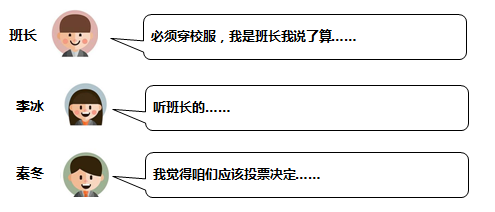 班长 必须穿校服，我是班长我说了算……
李冰 听班长的……
秦冬 我觉得咱们应该投票决定……